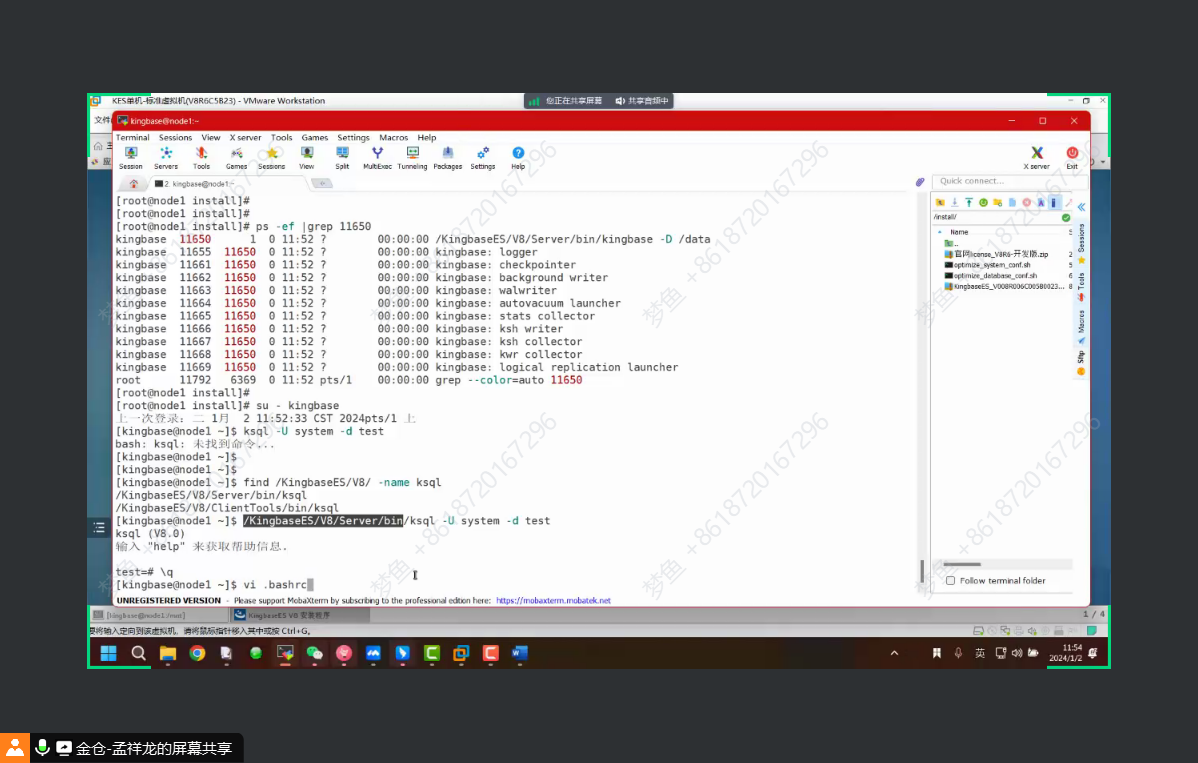 KES单机-标准虚拟机(V8R6C5B23) - VMware Workstation
您正在共享屏幕 共享音频中
kingbase@node1:~
Terminal Sessions View X server Tools Games Settings Macros Help
Session Servers Tools Games Sessions View Split MultiExec Tunneling Packages Settings Help X server Exit
2. kingbase@node1:~
Quick connect...
[root@node1 install]#
[root@node1 install]#
[root@node1 install]# ps -ef |grep 11650
kingbase 11650 1 0 11:52 ? 00:00:00 /KingbaseES/V8/Server/bin/kingbase -D /data
kingbase 11655 11650 0 11:52 ? 00:00:00 kingbase: logger
kingbase 11661 11650 0 11:52 ? 00:00:00 kingbase: checkpointer
kingbase 11662 11650 0 11:52 ? 00:00:00 kingbase: background writer
kingbase 11663 11650 0 11:52 ? 00:00:00 kingbase: walwriter
kingbase 11664 11650 0 11:52 ? 00:00:00 kingbase: autovacuum launcher
kingbase 11665 11650 0 11:52 ? 00:00:00 kingbase: stats collector
kingbase 11666 11650 0 11:52 ? 00:00:00 kingbase: ksh writer
kingbase 11667 11650 0 11:52 ? 00:00:00 kingbase: ksh collector
kingbase 11668 11650 0 11:52 ? 00:00:00 kingbase: kwr collector
kingbase 11669 11650 0 11:52 ? 00:00:00 kingbase: logical replication launcher
root 11792 6369 0 11:52 pts/1 00:00:00 grep --color=auto 11650
[root@node1 install]#
[root@node1 install]# su - kingbase
上一次登录: 二 1月 2 11:52:33 CST 2024pts/1 上
[kingbase@node1 ~]$ ksql -U system -d test
bash: ksql: 未找到命令...
[kingbase@node1 ~]$
[kingbase@node1 ~]$
[kingbase@node1 ~]$ find /KingbaseES/V8/ -name ksql
/KingbaseES/V8/Server/bin/ksql
/KingbaseES/V8/ClientTools/bin/ksql
[kingbase@node1 ~]$ /KingbaseES/V8/Server/bin/ksql -U system -d test
ksql (V8.0)
输入 "help" 来获取帮助信息.
test=# \q
[kingbase@node1 ~]$ vi .bashrc
UNREGISTERED VERSION - Please support MobaXterm by subscribing to the professional edition here: https://mobaxterm.mobatek.net
/install/
Name
..
官网license_V8R6-开发版.zip
optimize_system_conf.sh
optimize_database_conf.sh
KingbaseES_V008R006C005B0023...
Sessions
Tools
Macros
Sftp
Follow terminal folder
[kingbase@node1:/mnt]
KingbaseES V8 安装程序
1 / 4
要将输入定向到该虚拟机，请将鼠标指针移入其中或按 Ctrl+G。
英
11:54
2024/1/2
梦鱼 +8618720167296
梦鱼 +8618720167296
梦鱼 +8618720167296
梦鱼 +8618720167296
金仓-孟祥龙的屏幕共享